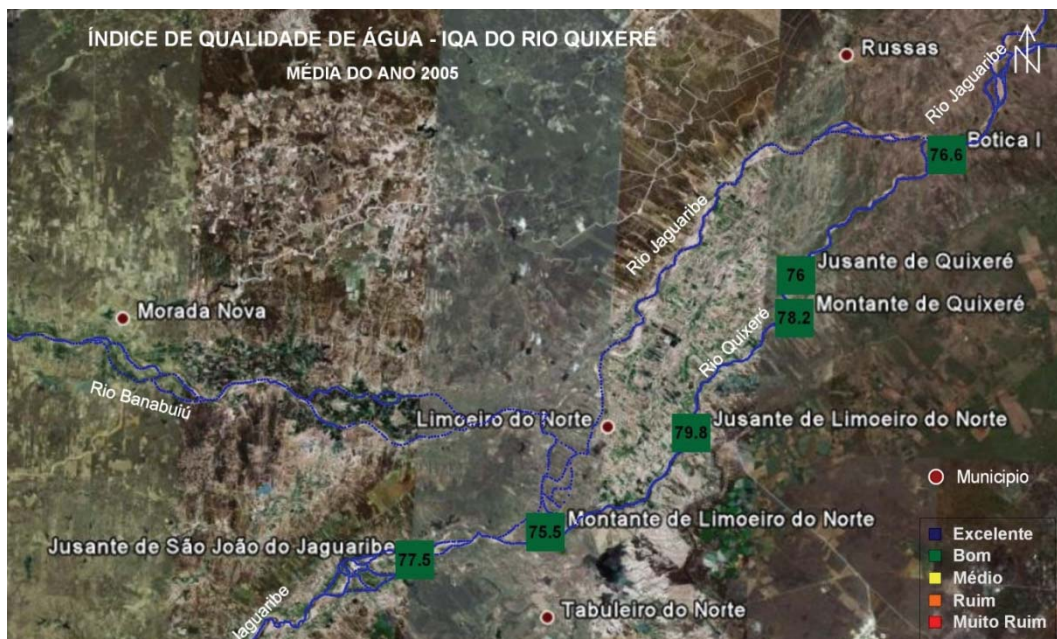 ÍNDICE DE QUALIDADE DE ÁGUA - IQA DO RIO QUIXERÉ
MÉDIA DO ANO 2005
Russas
N
Rio Jaguaribe
Botica I
76.6
Rio Jaguaribe
Jusante de Quixeré
76
Montante de Quixeré
78.2
Morada Nova
Rio Quixeré
Rio Banabuiú
Limoeiro do Norte
Jusante de Limoeiro do Norte
79.8
Município
Montante de Limoeiro do Norte
75.5
Jusante de São João do Jaguaribe
77.5
Jaguaribe
Tabuleiro do Norte
Excelente
Bom
Médio
Ruim
Muito Ruim